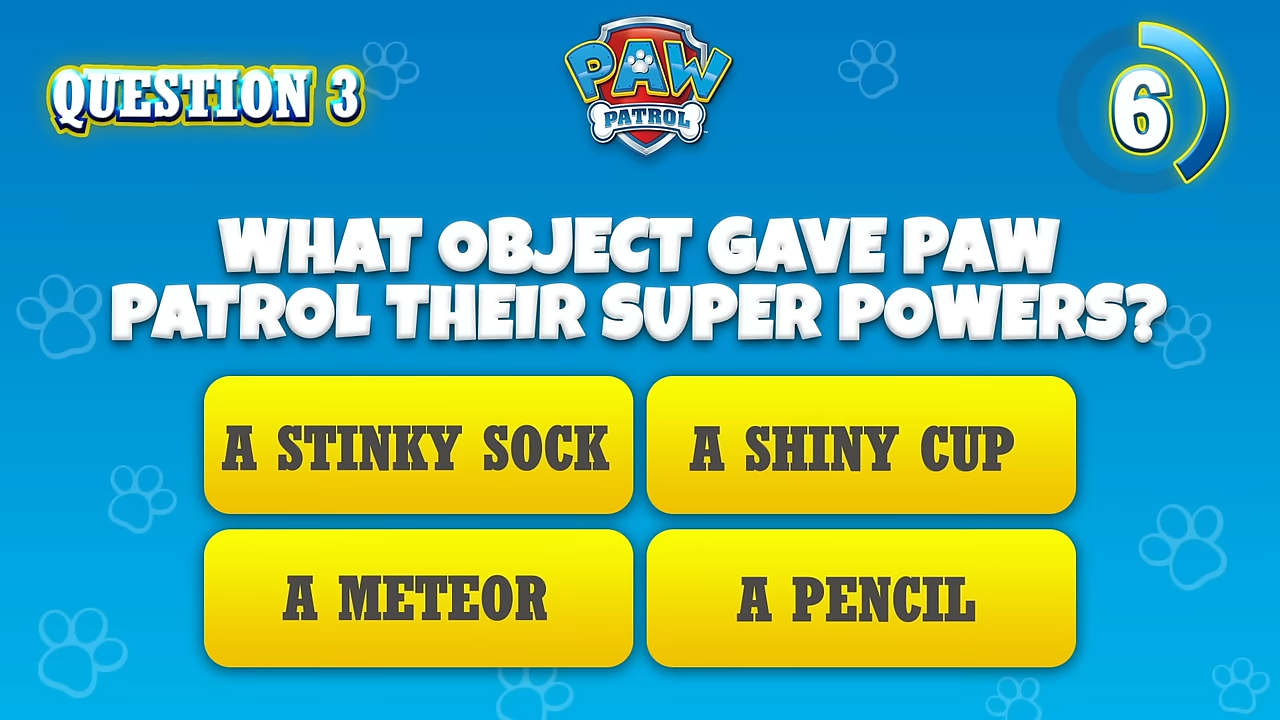 QUESTION 3
PAW
PATROL
6
WHAT OBJECT GAVE PAW
PATROL THEIR SUPER POWERS?
A STINKY SOCK
A SHINY CUP
A METEOR
A PENCIL